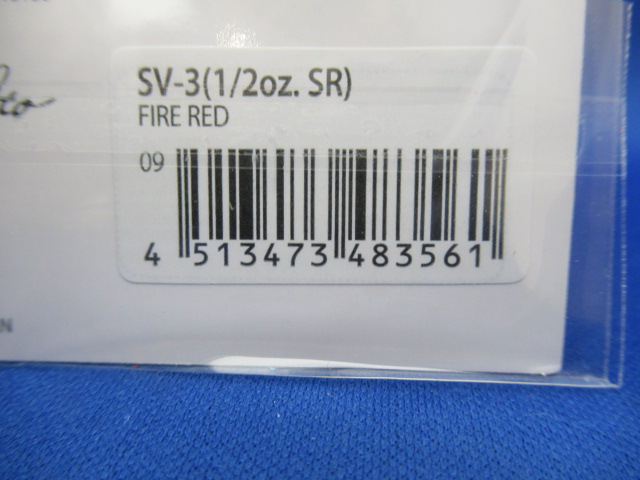 SV-3(1/2oz. SR)
FIRE RED
09
4 513473 483561